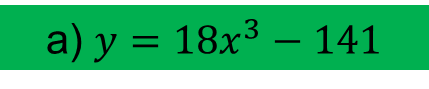 a) y = 18x³ − 141